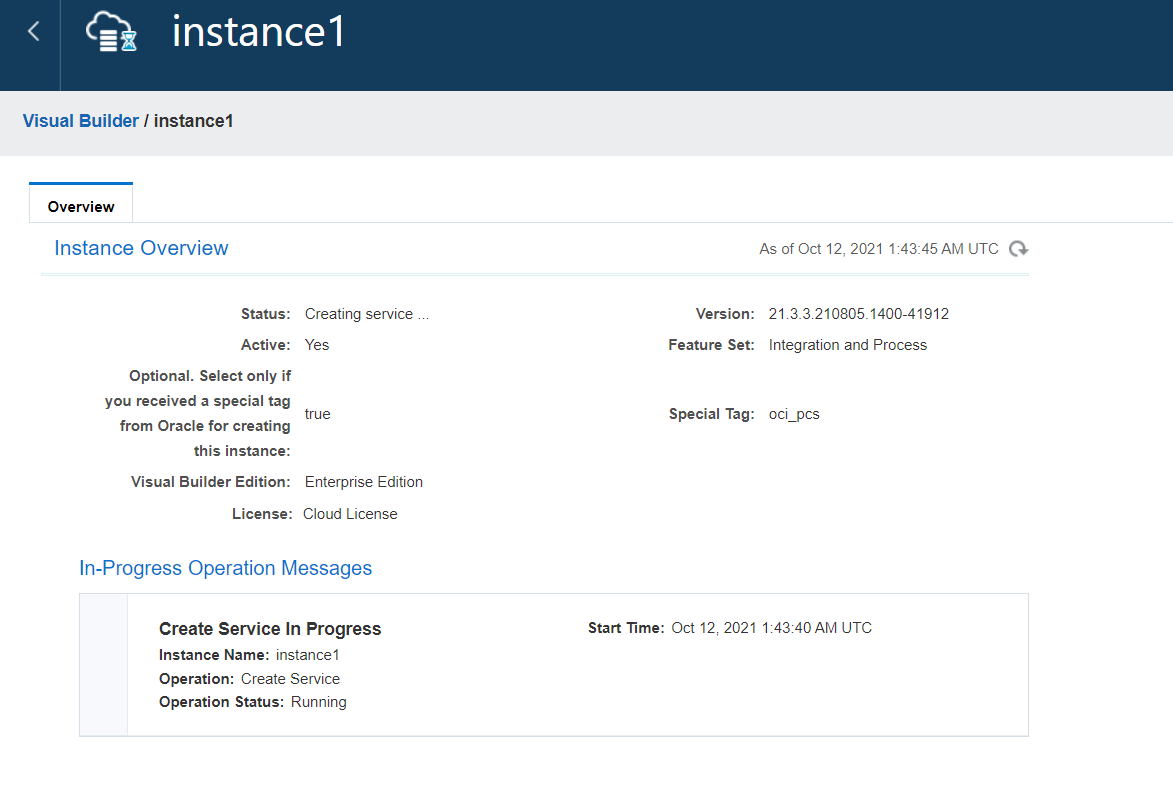 instance1
Visual Builder / instance1
Overview
Instance Overview
As of Oct 12, 2021 1:43:45 AM UTC
Status: Creating service ...
Version: 21.3.3.210805.1400-41912
Active: Yes
Feature Set: Integration and Process
Optional. Select only if
you received a special tag
from Oracle for creating
this instance:
true
Special Tag: oci_pcs
Visual Builder Edition: Enterprise Edition
License: Cloud License
In-Progress Operation Messages
Create Service In Progress
Start Time: Oct 12, 2021 1:43:40 AM UTC
Instance Name: instance1
Operation: Create Service
Operation Status: Running